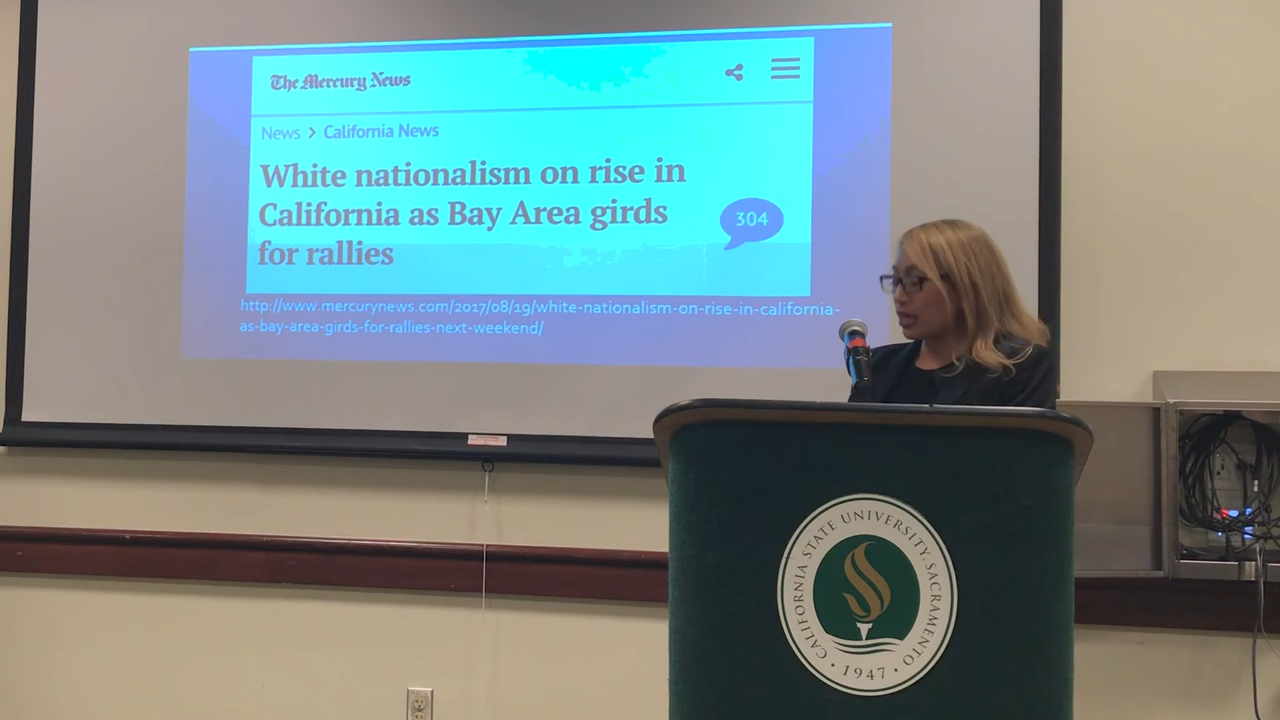 The Mercury News
News > California News
White nationalism on rise in
California as Bay Area girds
for rallies
304
http://www.mercurynews.com/2017/08/19/white-nationalism-on-rise-in-california-
as-bay-area-girds-for-rallies-next-weekend/
CALIFORNIA STATE UNIVERSITY, SACRAMENTO
• 1947 •